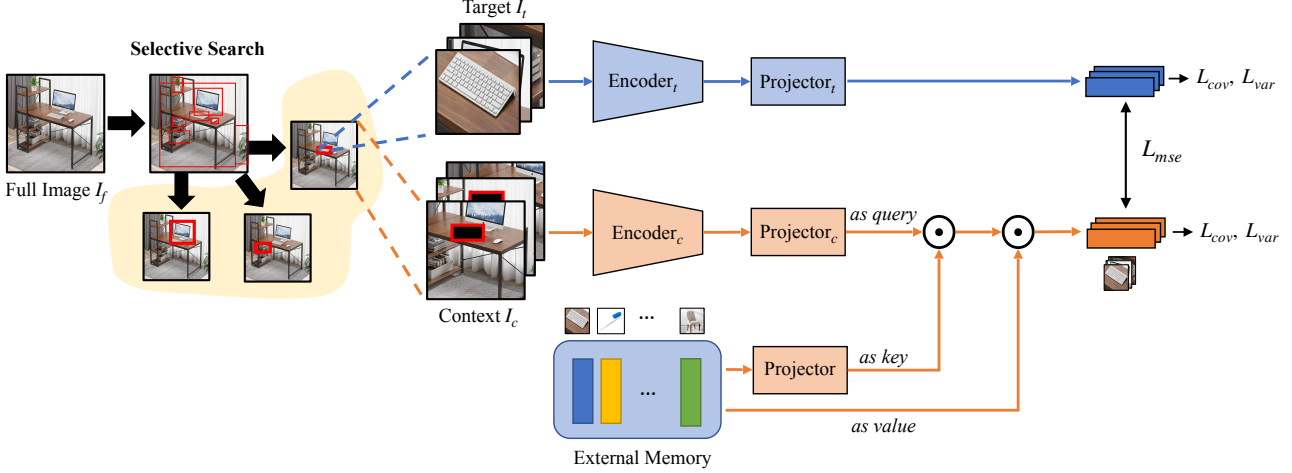 Target I_t
Selective Search
Encoder_t
Projector_t
L_cov, L_var
L_mse
Full Image I_f
Encoder_c
Projector_c
as query
L_cov, L_var
Context I_c
...
Projector
as key
...
as value
External Memory